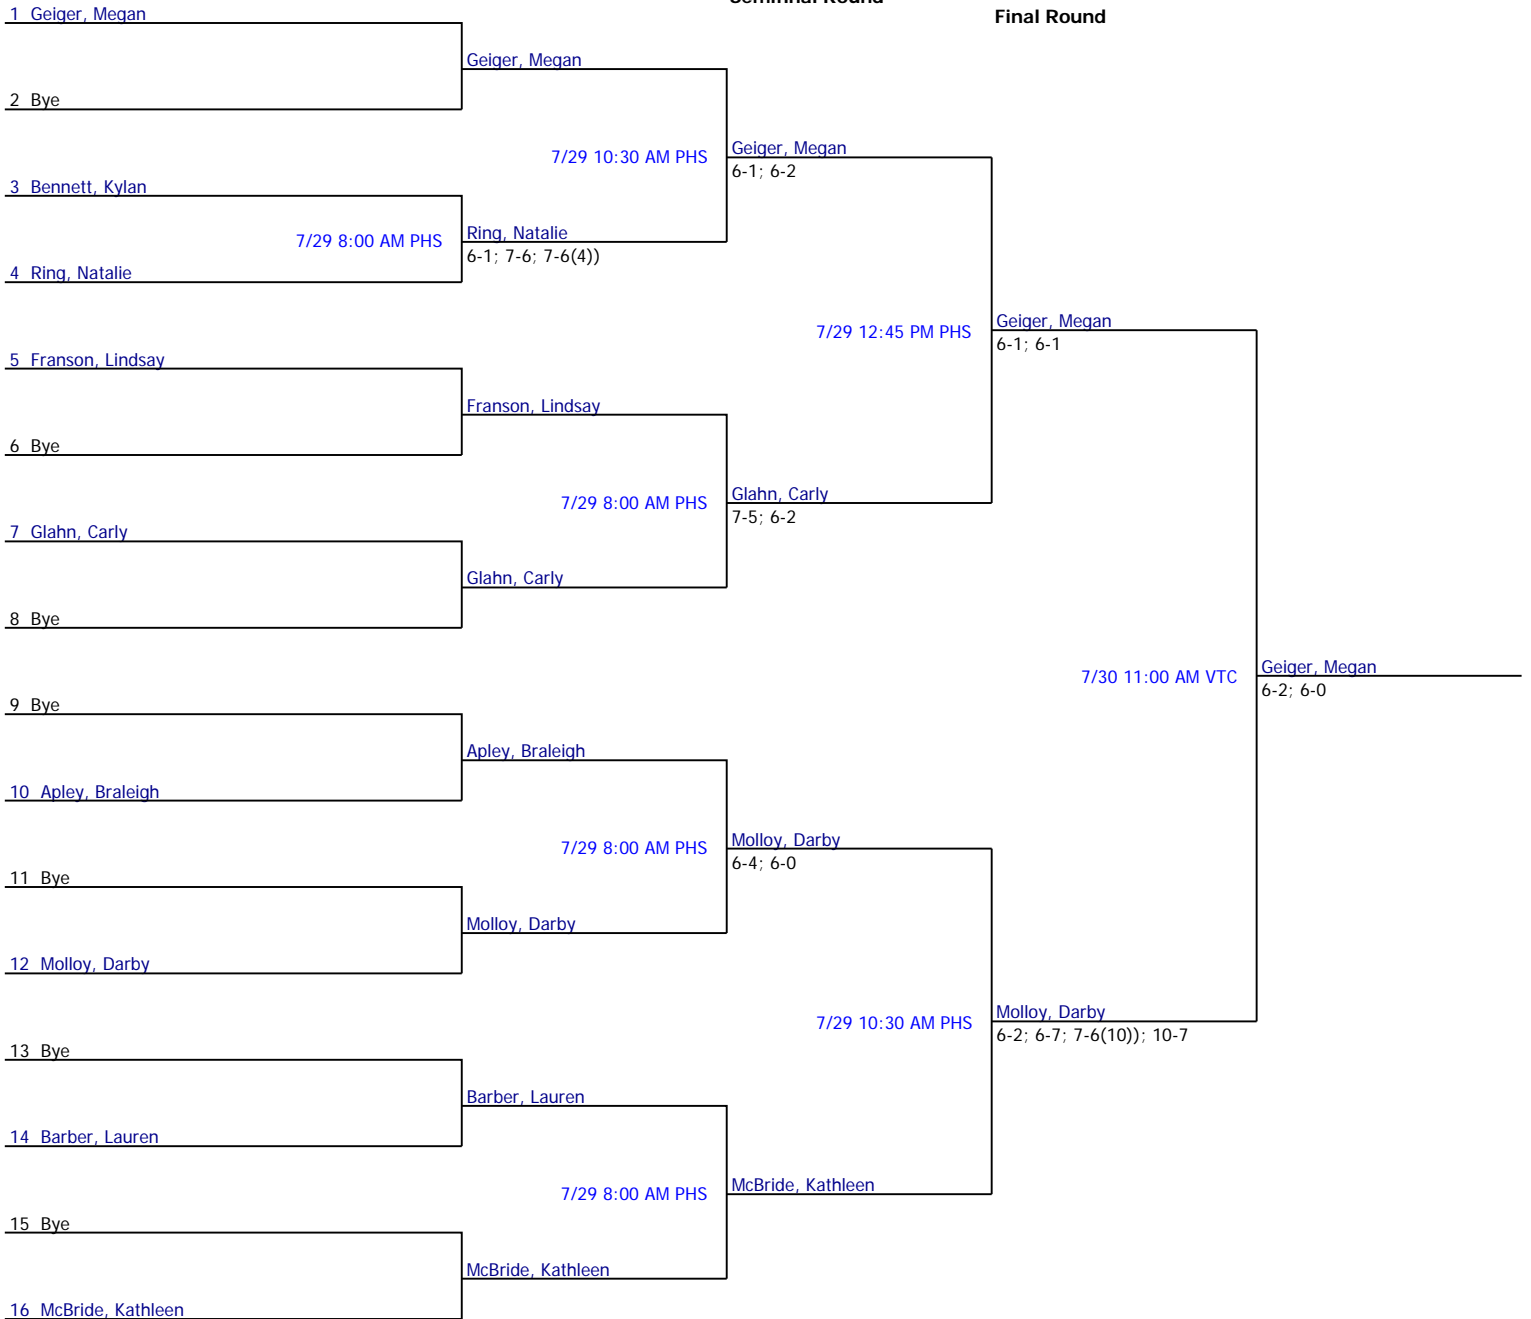 Semifinal Round
Final Round
1 Geiger, Megan
Geiger, Megan
2 Bye
7/29 10:30 AM PHS
Geiger, Megan
6-1; 6-2
3 Bennett, Kylan
7/29 8:00 AM PHS
Ring, Natalie
6-1; 7-6; 7-6(4))
4 Ring, Natalie
7/29 12:45 PM PHS
Geiger, Megan
6-1; 6-1
5 Franson, Lindsay
Franson, Lindsay
6 Bye
7/29 8:00 AM PHS
Glahn, Carly
7-5; 6-2
7 Glahn, Carly
Glahn, Carly
8 Bye
7/30 11:00 AM VTC
Geiger, Megan
6-2; 6-0
9 Bye
Apley, Braleigh
10 Apley, Braleigh
7/29 8:00 AM PHS
Molloy, Darby
6-4; 6-0
11 Bye
Molloy, Darby
12 Molloy, Darby
7/29 10:30 AM PHS
Molloy, Darby
6-2; 6-7; 7-6(10)); 10-7
13 Bye
Barber, Lauren
14 Barber, Lauren
7/29 8:00 AM PHS
McBride, Kathleen
15 Bye
McBride, Kathleen
16 McBride, Kathleen